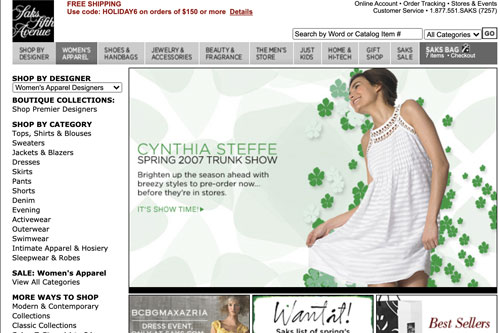 Saks
Fifth
Avenue
FREE SHIPPING
Use code: HOLIDAY6 on orders of $150 or more Details
Online Account • Order Tracking • Stores & Events
Customer Service • 1.877.551.SAKS (7257)
Search by Word or Catalog Item #
All Categories
GO
SHOP BY
DESIGNER
WOMEN'S
APPAREL
SHOES &
HANDBAGS
JEWELRY &
ACCESSORIES
BEAUTY &
FRAGRANCE
THE MEN'S
STORE
JUST
KIDS
HOME &
HI-TECH
GIFT
SHOP
SAKS
SALE
SAKS BAG
7 items • Checkout
SHOP BY DESIGNER
Women's Apparel Designers
BOUTIQUE COLLECTIONS:
Shop Premier Designers
SHOP BY CATEGORY
Tops, Shirts & Blouses
Sweaters
Jackets & Blazers
Dresses
Skirts
Pants
Shorts
Denim
Evening
Activewear
Outerwear
Swimwear
Intimate Apparel & Hosiery
Sleepwear & Robes
SALE: Women's Apparel
View All Categories
MORE WAYS TO SHOP
Modern & Contemporary
Collections
Classic Collections
CYNTHIA STEFFE
SPRING 2007 TRUNK SHOW
Brighten up the season ahead with
breezy styles to pre-order now...
before they're in stores.
IT'S SHOW TIME!
BCBGMAXAZRIA
DRESS EVENT,
Want it!
Saks list of spring's
Best Sellers